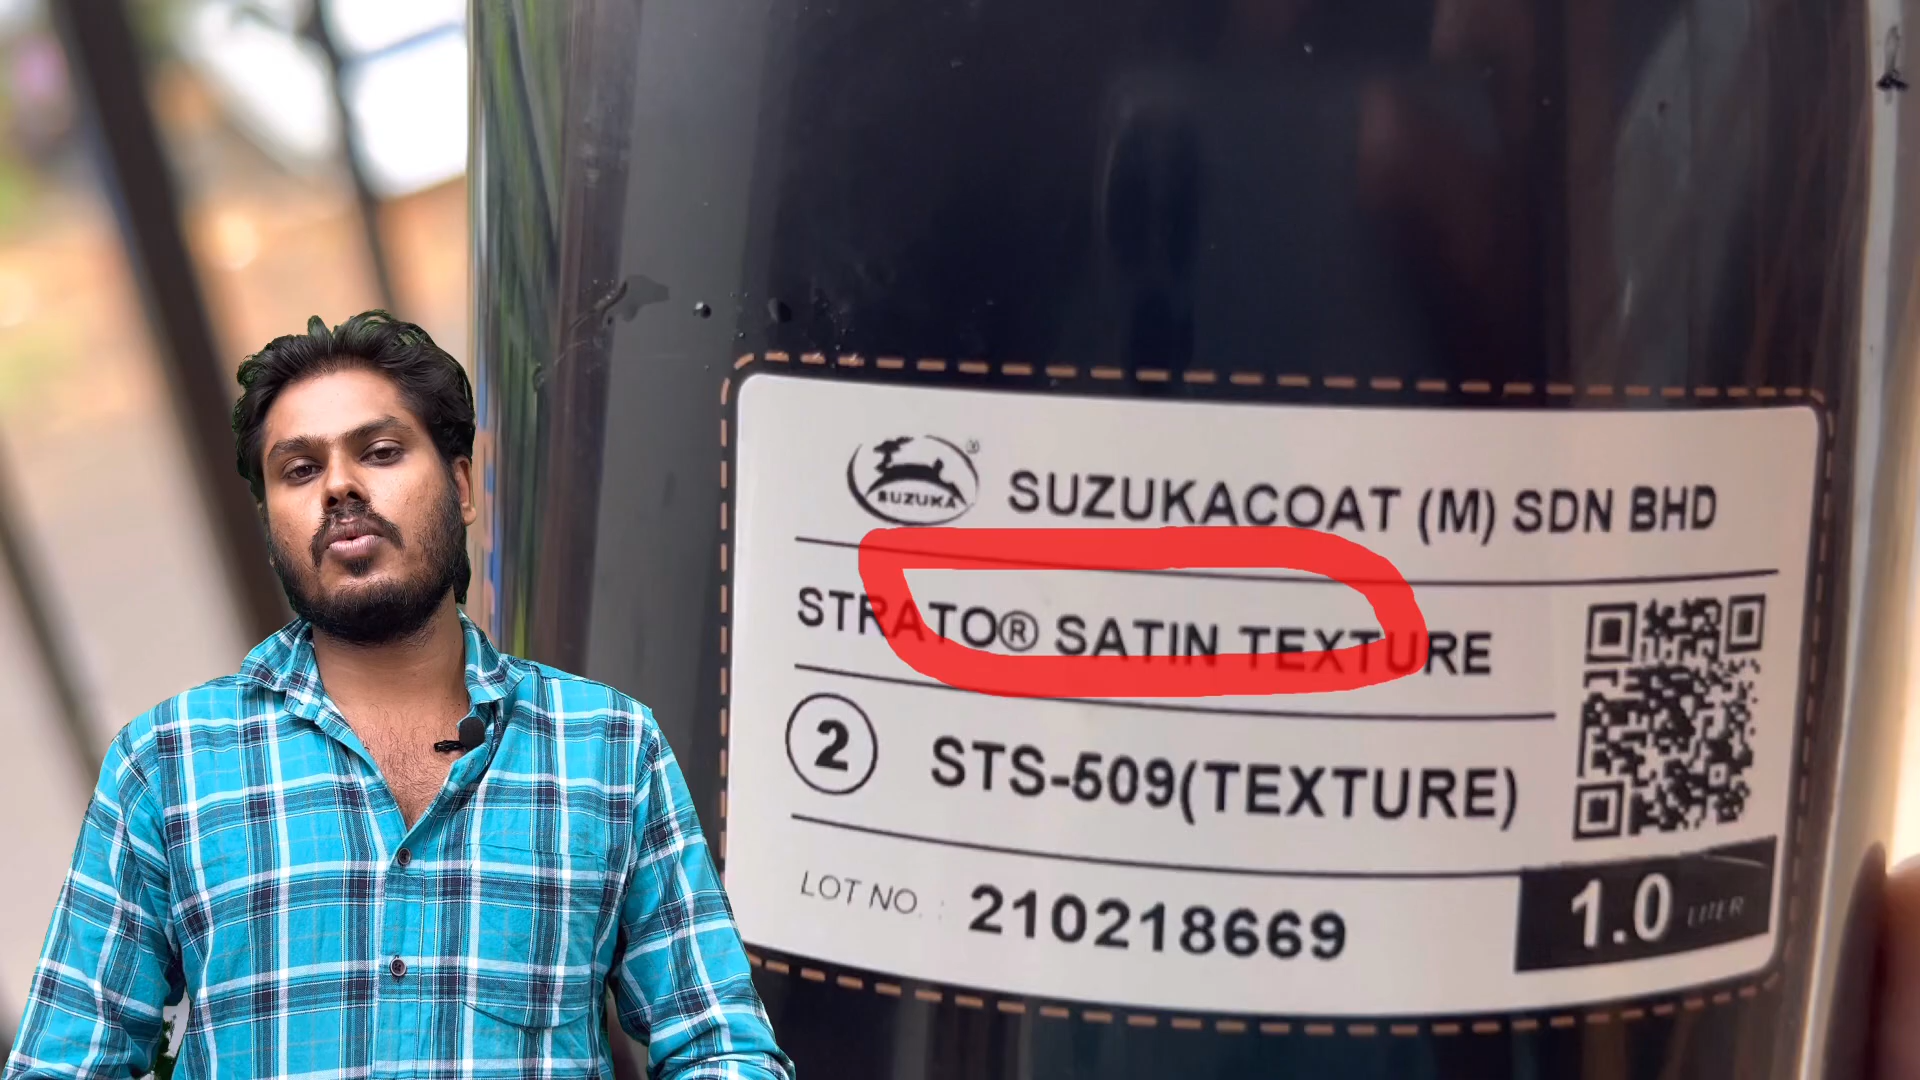 SUZUKA ®
SUZUKACOAT (M) SDN BHD
STRATO® SATIN TEXTURE
2 STS-509(TEXTURE)
LOT NO. : 210218669
1.0 LITER